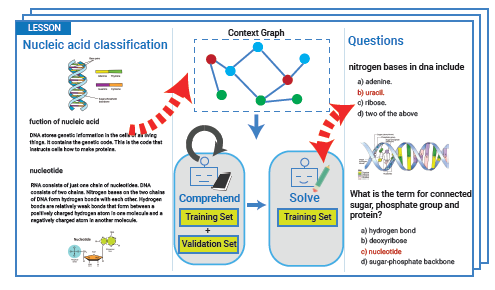 LESSON
Nucleic acid classification
fuction of nucleic acid
DNA stores genetic information in the cells of all living
things. It contains the genetic code. This is the code that
instructs cells how to make proteins.
nucleotide
RNA consists of just one chain of nucleotides. DNA
consists of two chains. Nitrogen bases on the two chains
of DNA form hydrogen bonds with each other. Hydrogen
bonds are relatively weak bonds that form between a
positively charged hydrogen atom in one molecule and a
negatively charged atom in another molecule.
Nucleotide
Context Graph
Comprehend
Training Set
+
Validation Set
Solve
Training Set
Questions
nitrogen bases in dna include
a) adenine.
b) uracil.
c) ribose.
d) two of the above
What is the term for connected
sugar, phosphate group and
protein?
a) hydrogen bond
b) deoxyribose
c) nucleotide
d) sugar-phosphate backbone